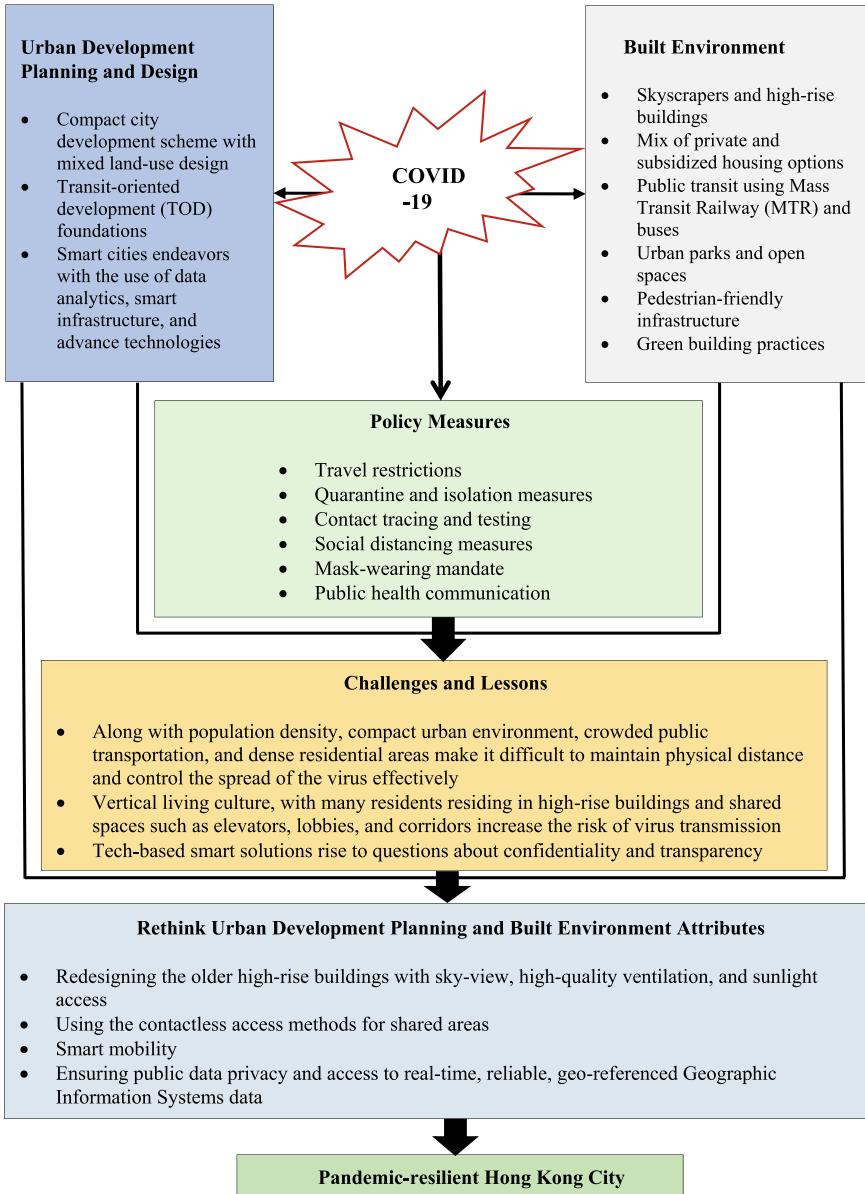 Urban Development
Planning and Design
• Compact city
development scheme with
mixed land-use design
• Transit-oriented
development (TOD)
foundations
• Smart cities endeavors
with the use of data
analytics, smart
infrastructure, and
advance technologies
COVID
-19
Built Environment
• Skyscrapers and high-rise
buildings
• Mix of private and
subsidized housing options
• Public transit using Mass
Transit Railway (MTR) and
buses
• Urban parks and open
spaces
• Pedestrian-friendly
infrastructure
• Green building practices
Policy Measures
• Travel restrictions
• Quarantine and isolation measures
• Contact tracing and testing
• Social distancing measures
• Mask-wearing mandate
• Public health communication
Challenges and Lessons
• Along with population density, compact urban environment, crowded public
transportation, and dense residential areas make it difficult to maintain physical distance
and control the spread of the virus effectively
• Vertical living culture, with many residents residing in high-rise buildings and shared
spaces such as elevators, lobbies, and corridors increase the risk of virus transmission
• Tech-based smart solutions rise to questions about confidentiality and transparency
Rethink Urban Development Planning and Built Environment Attributes
• Redesigning the older high-rise buildings with sky-view, high-quality ventilation, and sunlight
access
• Using the contactless access methods for shared areas
• Smart mobility
• Ensuring public data privacy and access to real-time, reliable, geo-referenced Geographic
Information Systems data
Pandemic-resilient Hong Kong City